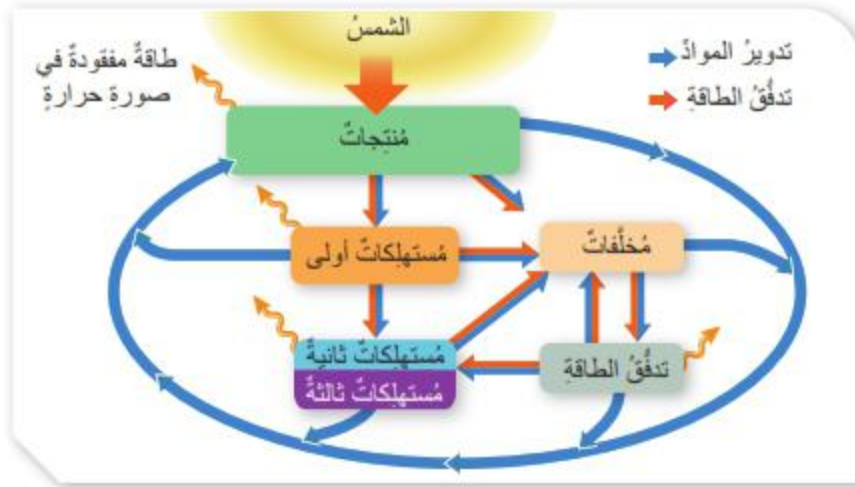 الشمسُ
تدويرُ الموادِّ
تدفُّقُ الطاقةِ
طاقةٌ مفقودةٌ في
صورةِ حرارةٍ
مُنتِجاتٌ
مُستهلِكاتٌ أولى
مُخلَّفاتٌ
مُستهلِكاتٌ ثانيةٌ
مُستهلِكاتٌ ثالثةٌ
تدفُّقُ الطاقةِ